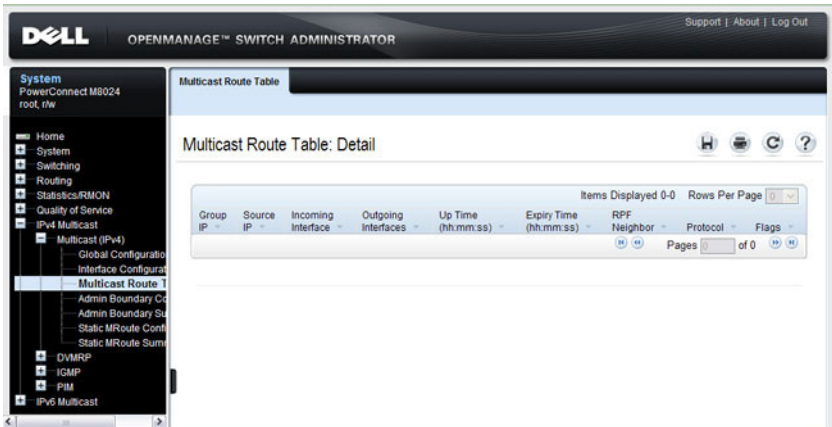 Support | About | Log Out
DELL OPENMANAGE™ SWITCH ADMINISTRATOR
System
PowerConnect M8024
root, r/w
Multicast Route Table
Home
System
Switching
Routing
Statistics/RMON
Quality of Service
IPv4 Multicast
Multicast (IPv4)
Global Configuratio
Interface Configurat
Multicast Route T
Admin Boundary Co
Admin Boundary Su
Static MRoute Confi
Static MRoute Summ
DVMRP
IGMP
PIM
IPv6 Multicast
Multicast Route Table: Detail
Items Displayed 0-0 Rows Per Page 0
Group IP Source IP Incoming Interface Outgoing Interfaces Up Time (hh:mm:ss) Expiry Time (hh:mm:ss) RPF Neighbor Protocol Flags
Pages 0 of 0